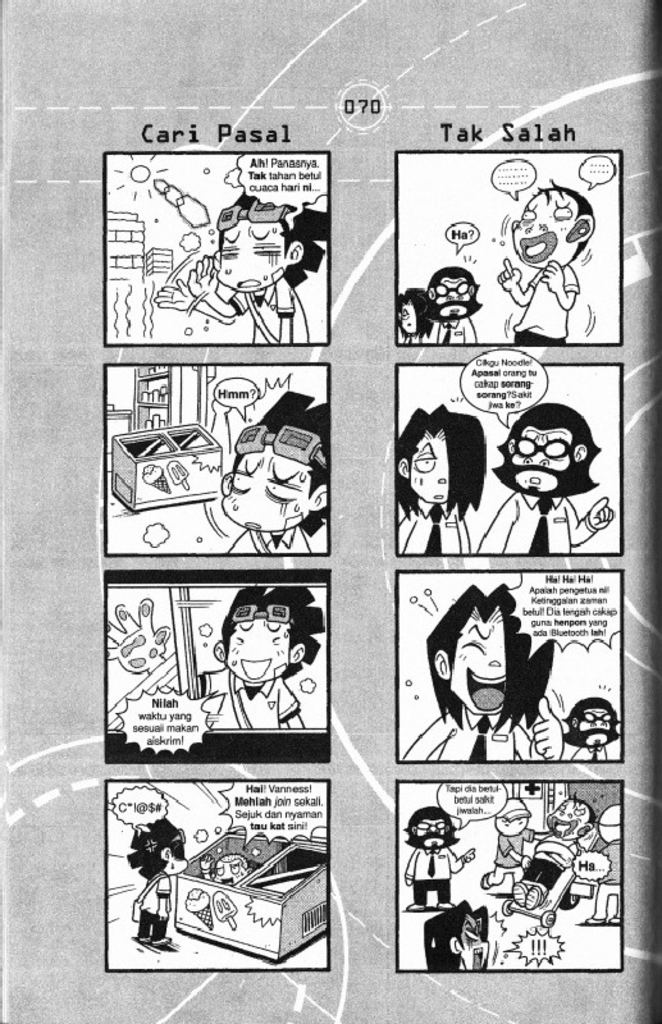 070
Cari Pasal
Ah! Panasnya.
Tak tahan betul
cuaca hari ni...
Hmm?
Nilah
waktu yang
sesuai makan
aiskrim!
C*!@$#
Hai! Vanness!
Mehlah join sekali.
Sejuk dan nyaman
tau kat sini!
Tak Salah
.......
.....
Ha?
Cikgu Noodle!
Apasal orang tu
cakap sorang-
sorang?Sakit
jiwa ke?
Ha! Ha! Ha!
Apalah pengetua ni!
Ketinggalan zaman
betul! Dia tengah cakap
guna henpom yang
ada Bluetooth lah!
Tapi dia betul-
betul sakit
jiwalah...
Ha...
!!!